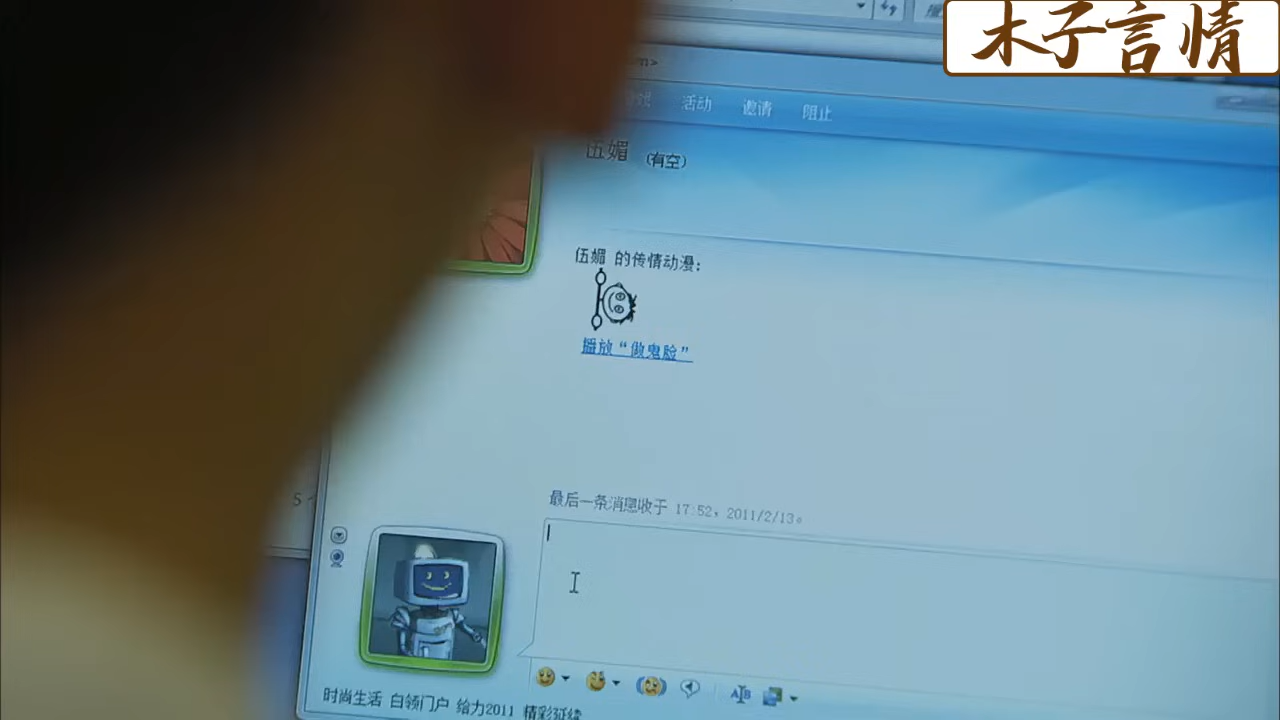 木子言情
活动 邀请 阻止
伍媚 (有空)
伍媚 的传情动漫:
播放“做鬼脸”
最后一条消息收于 17:52，2011/2/13。
时尚生活 白领门户 给力2011 精彩延续